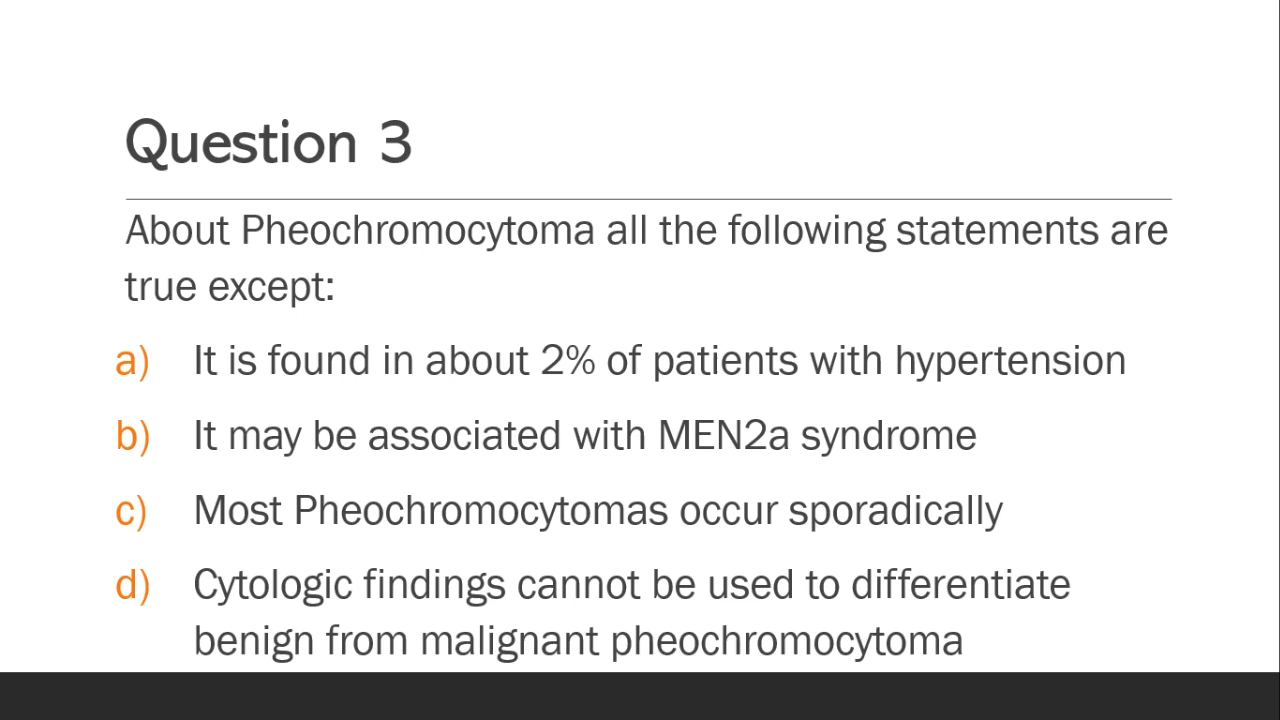 Question 3
About Pheochromocytoma all the following statements are
true except:
a) It is found in about 2% of patients with hypertension
b) It may be associated with MEN2a syndrome
c) Most Pheochromocytomas occur sporadically
d) Cytologic findings cannot be used to differentiate
benign from malignant pheochromocytoma